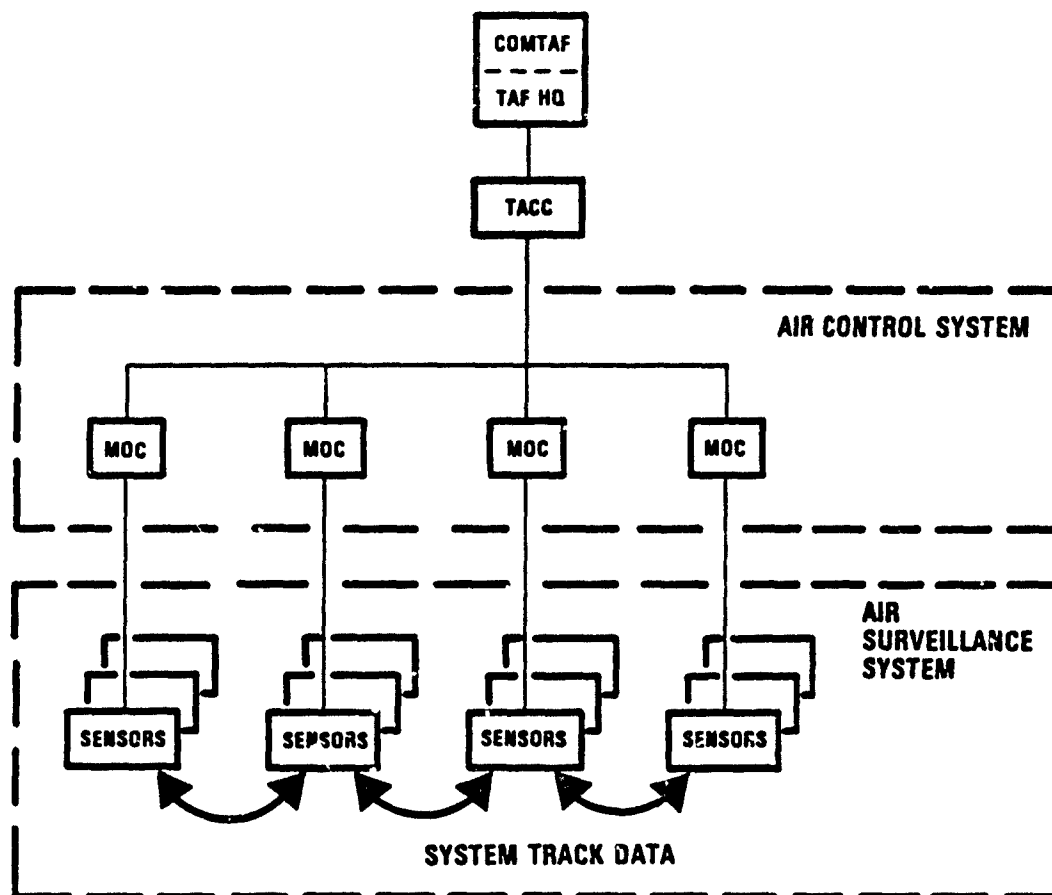 COMTAF
TAF HQ
TACC
AIR CONTROL SYSTEM
MOC
MOC
MOC
MOC
AIR
SURVEILLANCE
SYSTEM
SENSORS
SENSORS
SENSORS
SENSORS
SYSTEM TRACK DATA